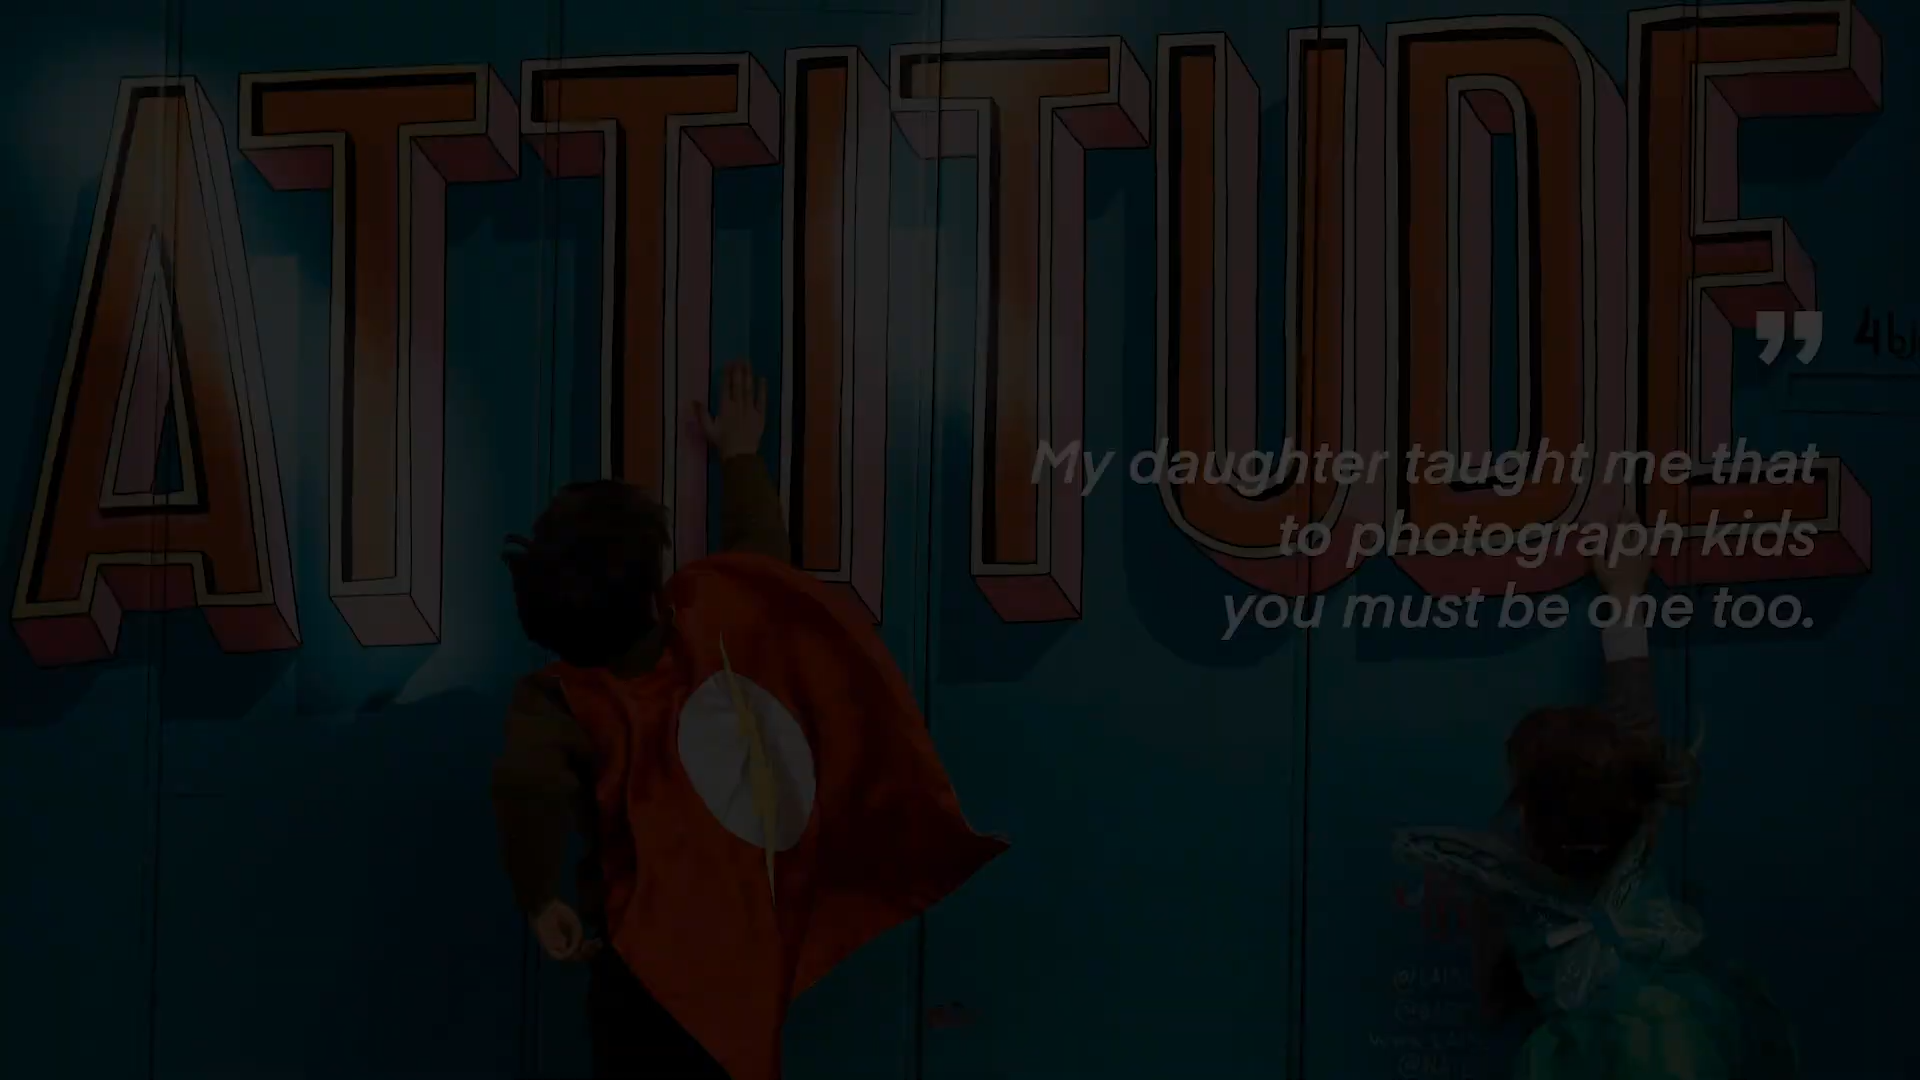 ATTITUDE
”
My daughter taught me that
to photograph kids
you must be one too.